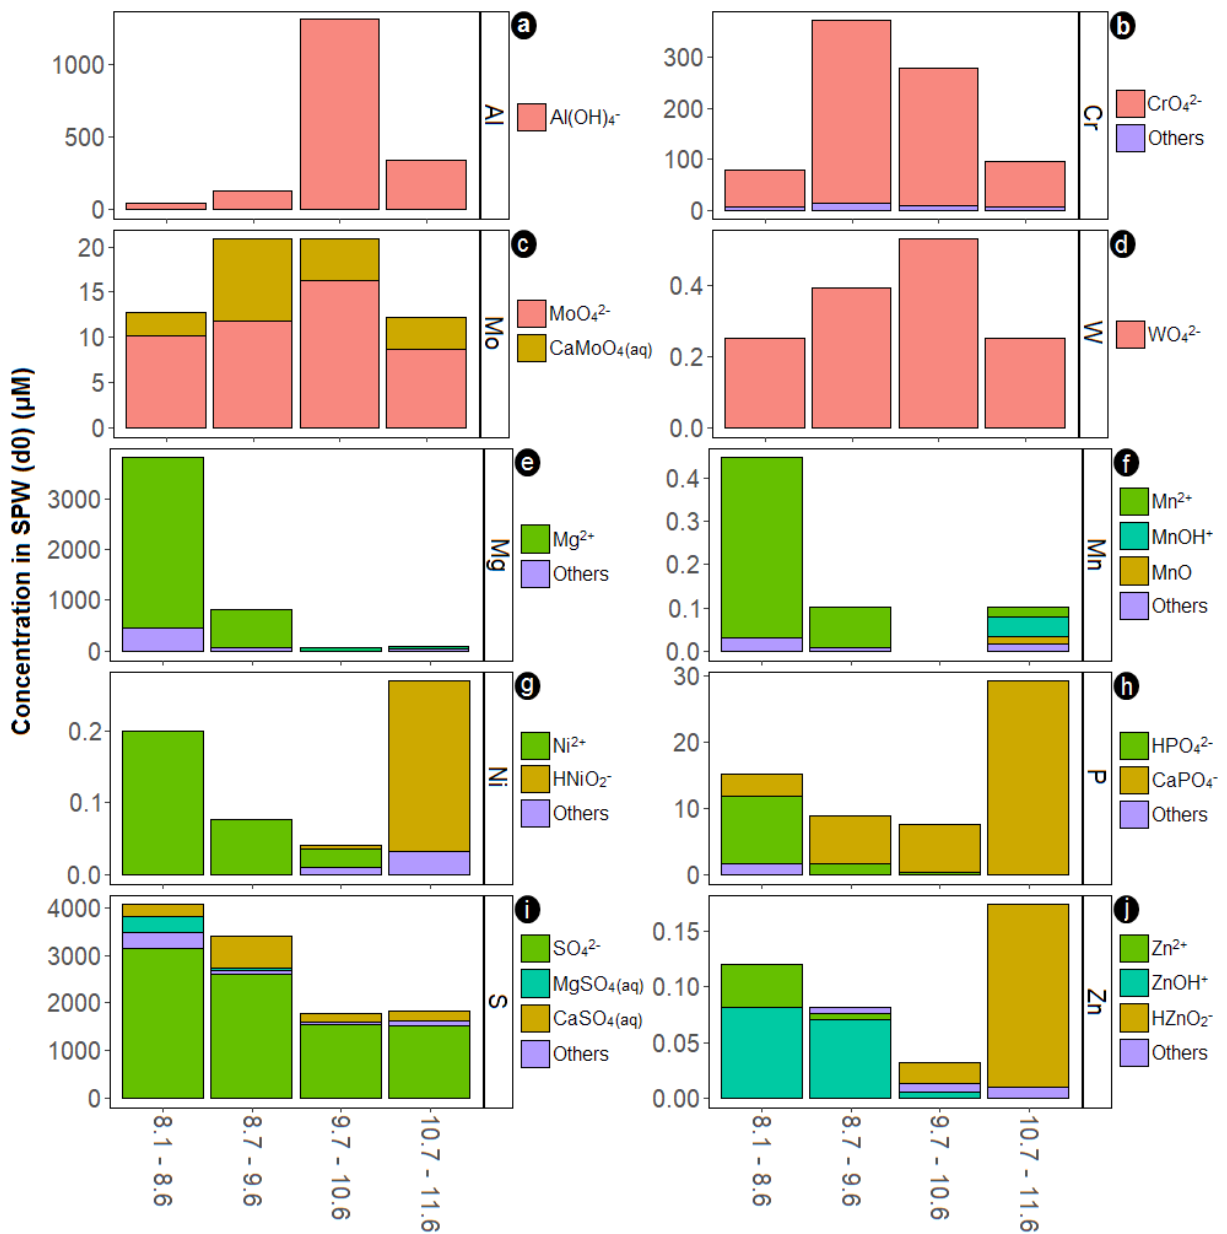 Concentration in SPW (d0) (µM)
a
1000
500
0
Al
Al(OH)₄⁻
b
300
200
100
0
Cr
CrO₄²⁻
Others
c
20
15
10
5
0
Mo
MoO₄²⁻
CaMoO₄(aq)
d
0.4
0.2
0.0
W
WO₄²⁻
e
3000
2000
1000
0
Mg
Mg²⁺
Others
f
0.4
0.3
0.2
0.1
0.0
Mn
Mn²⁺
MnOH⁺
MnO
Others
g
0.2
0.1
0.0
Ni
Ni²⁺
HNiO₂⁻
Others
h
30
20
10
0
P
HPO₄²⁻
CaPO₄⁻
Others
i
4000
3000
2000
1000
0
S
SO₄²⁻
MgSO₄(aq)
CaSO₄(aq)
Others
j
0.15
0.10
0.05
0.00
Zn
Zn²⁺
ZnOH⁺
HZnO₂⁻
Others
8.1 - 8.6
8.7 - 9.6
9.7 - 10.6
10.7 - 11.6
8.1 - 8.6
8.7 - 9.6
9.7 - 10.6
10.7 - 11.6